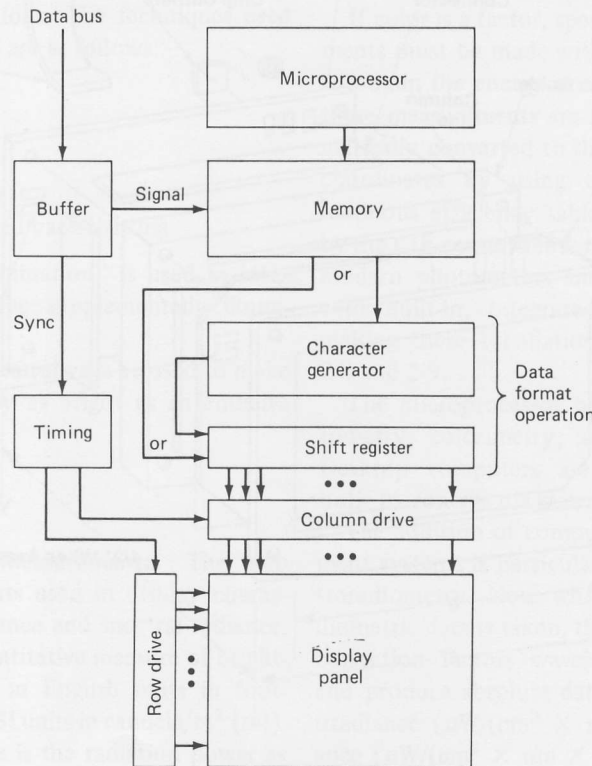 Data bus
Microprocessor
Buffer
Signal
Memory
or
Sync
Character
generator
Data
format
operation
Timing
or
Shift register
Column drive
Row drive
Display
panel